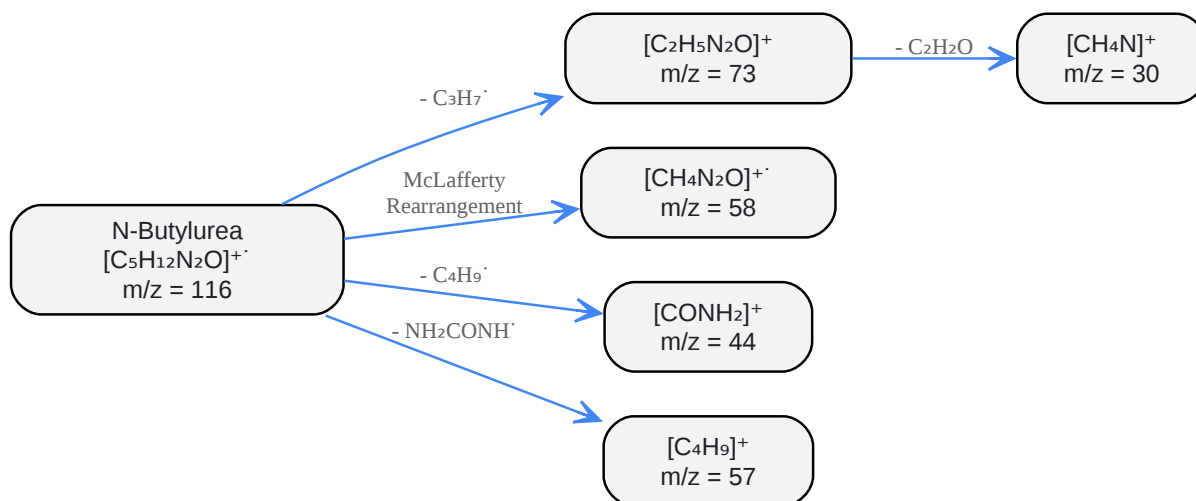 [C₂H₅N₂O]⁺
m/z = 73
- C₂H₂O
[CH₄N]⁺
m/z = 30
- C₃H₇˙
McLafferty
Rearrangement
[CH₄N₂O]⁺˙
m/z = 58
N-Butylurea
[C₅H₁₂N₂O]⁺˙
m/z = 116
- C₄H₉˙
[CONH₂]⁺
m/z = 44
- NH₂CONH˙
[C₄H₉]⁺
m/z = 57